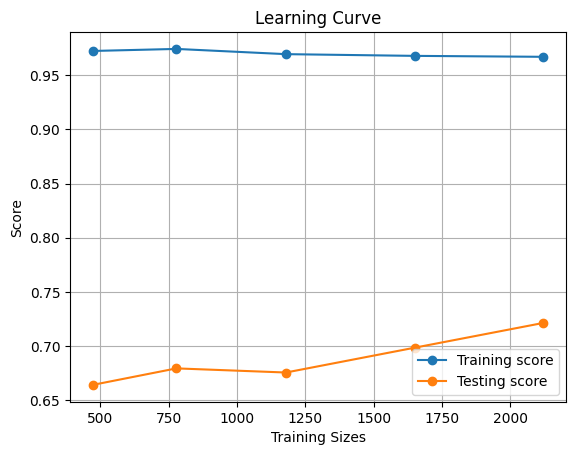 Learning Curve
Score
0.95
0.90
0.85
0.80
0.75
0.70
0.65
500
750
1000
1250
1500
1750
2000
Training Sizes
Training score
Testing score